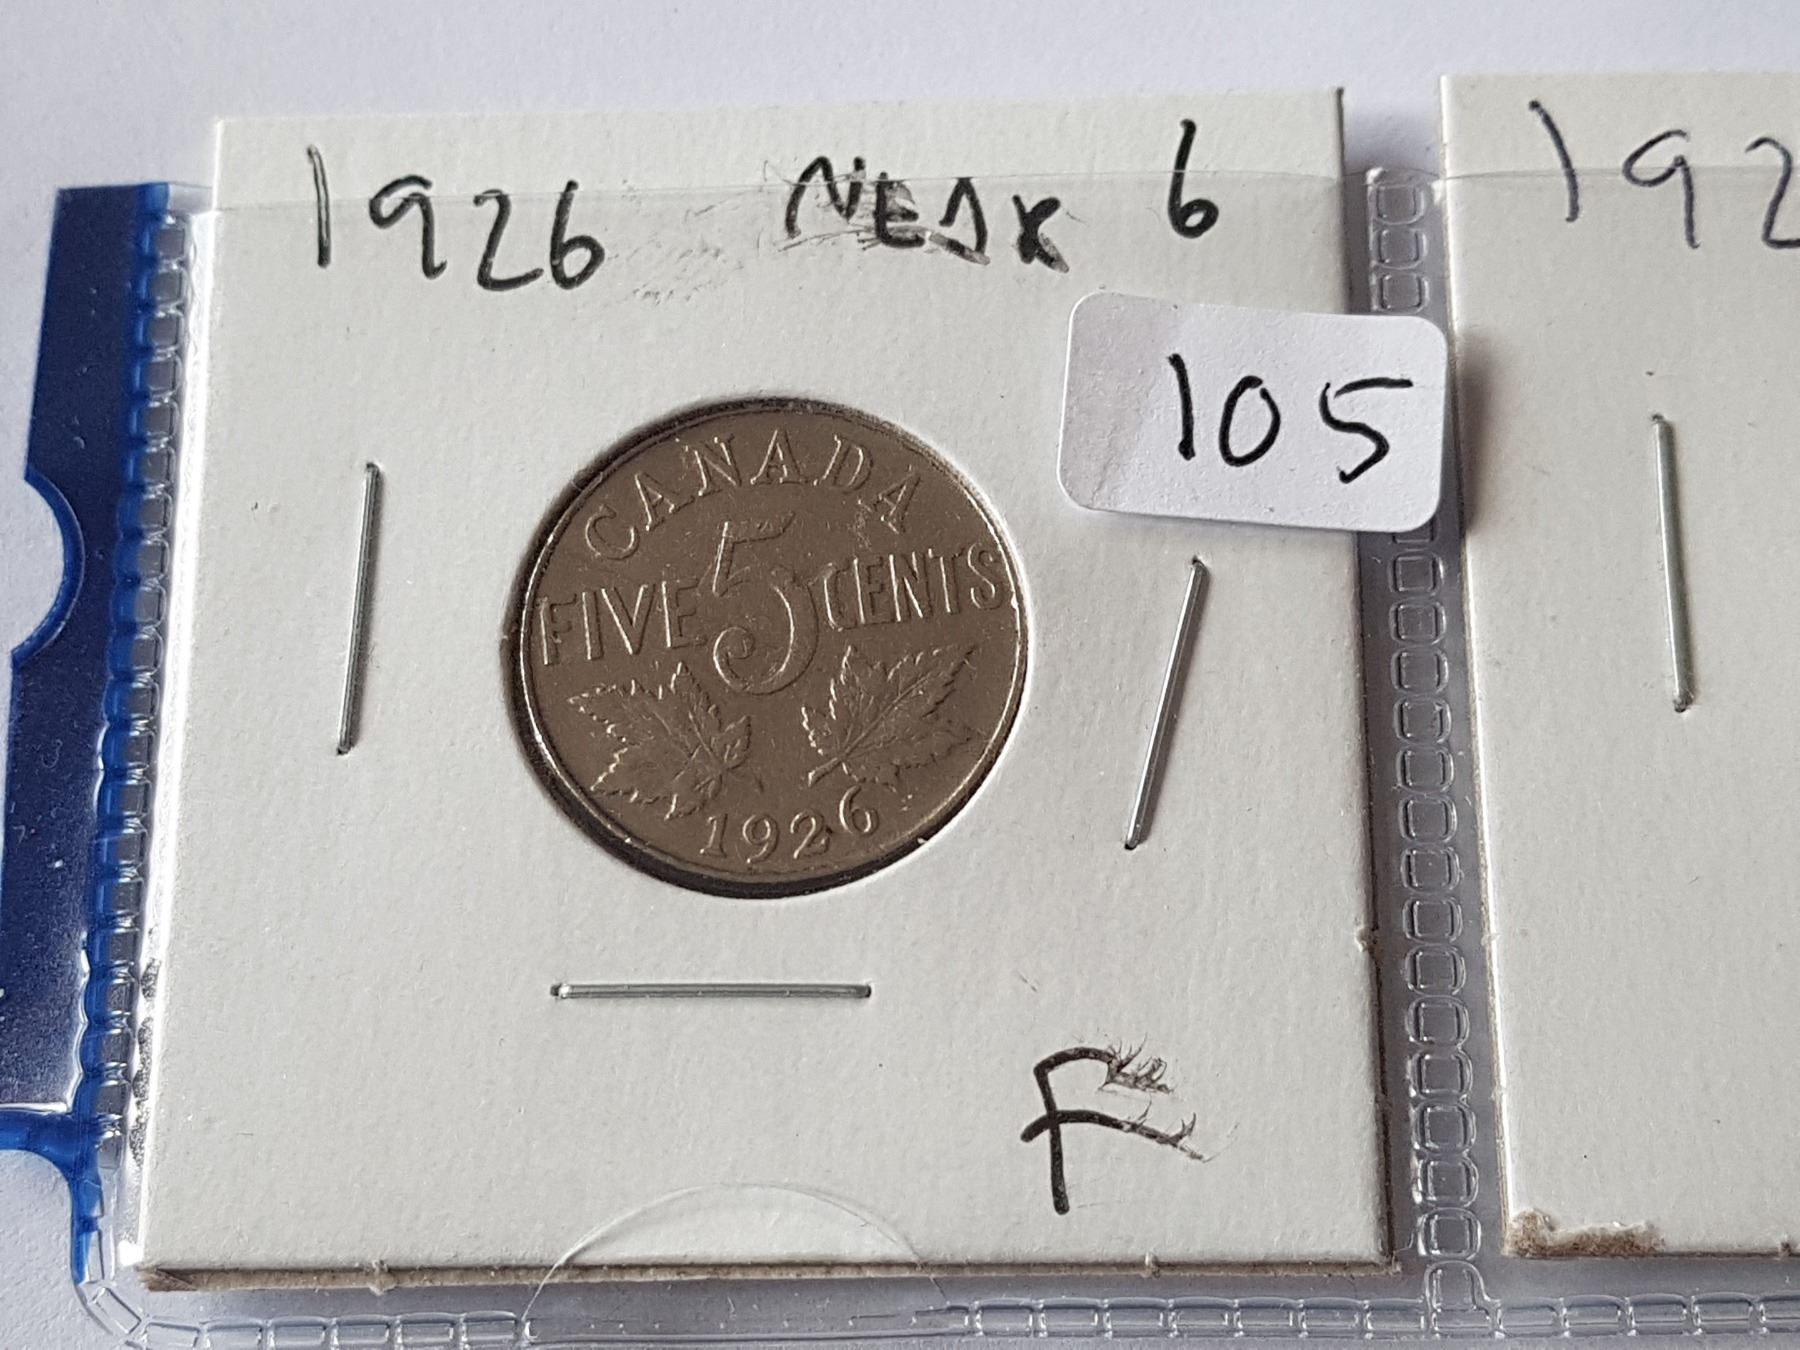 1926 NEAR 6
192
105
CANADA
FIVE 5 CENTS
1926
F